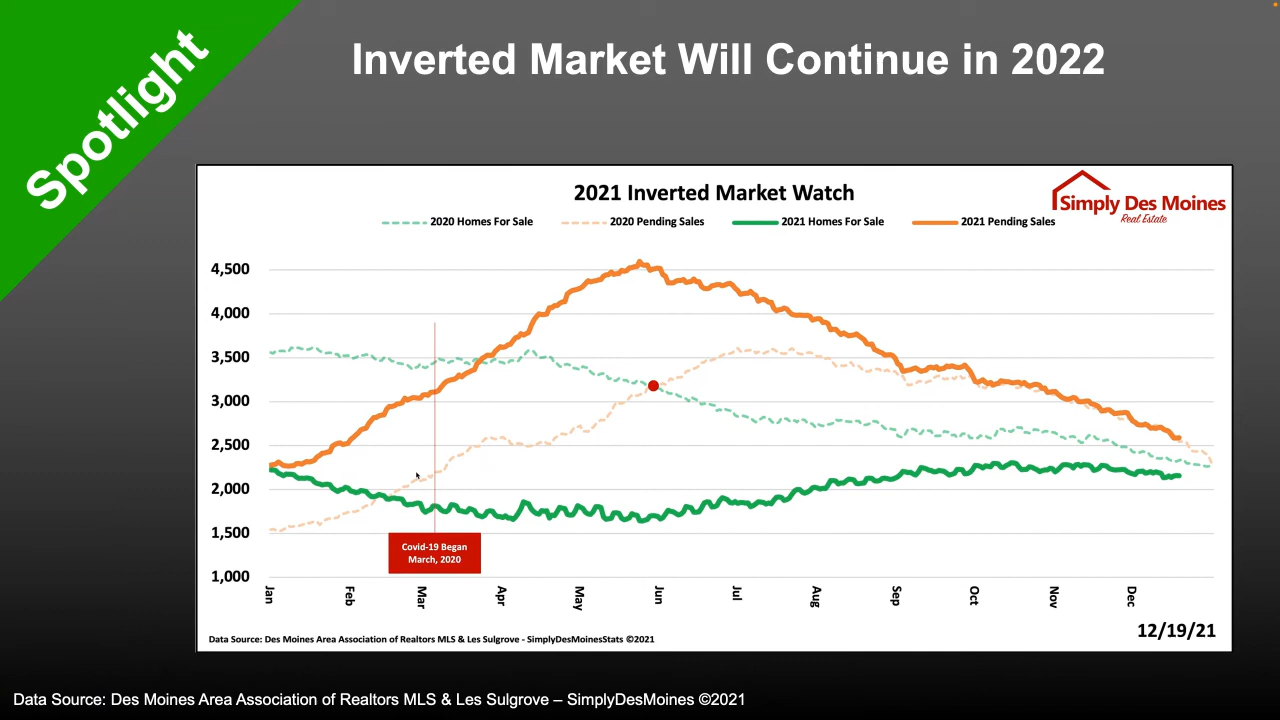 Spotlight
Inverted Market Will Continue in 2022
2021 Inverted Market Watch
Simply Des Moines
Real Estate
2020 Homes For Sale 2020 Pending Sales 2021 Homes For Sale 2021 Pending Sales
4,500
4,000
3,500
3,000
2,500
2,000
1,500
1,000
Covid-19 Began
March, 2020
Jan Feb Mar Apr May Jun Jul Aug Sep Oct Nov Dec
12/19/21
Data Source: Des Moines Area Association of Realtors MLS & Les Sulgrove - SimplyDesMoinesStats ©2021
Data Source: Des Moines Area Association of Realtors MLS & Les Sulgrove – SimplyDesMoines ©2021